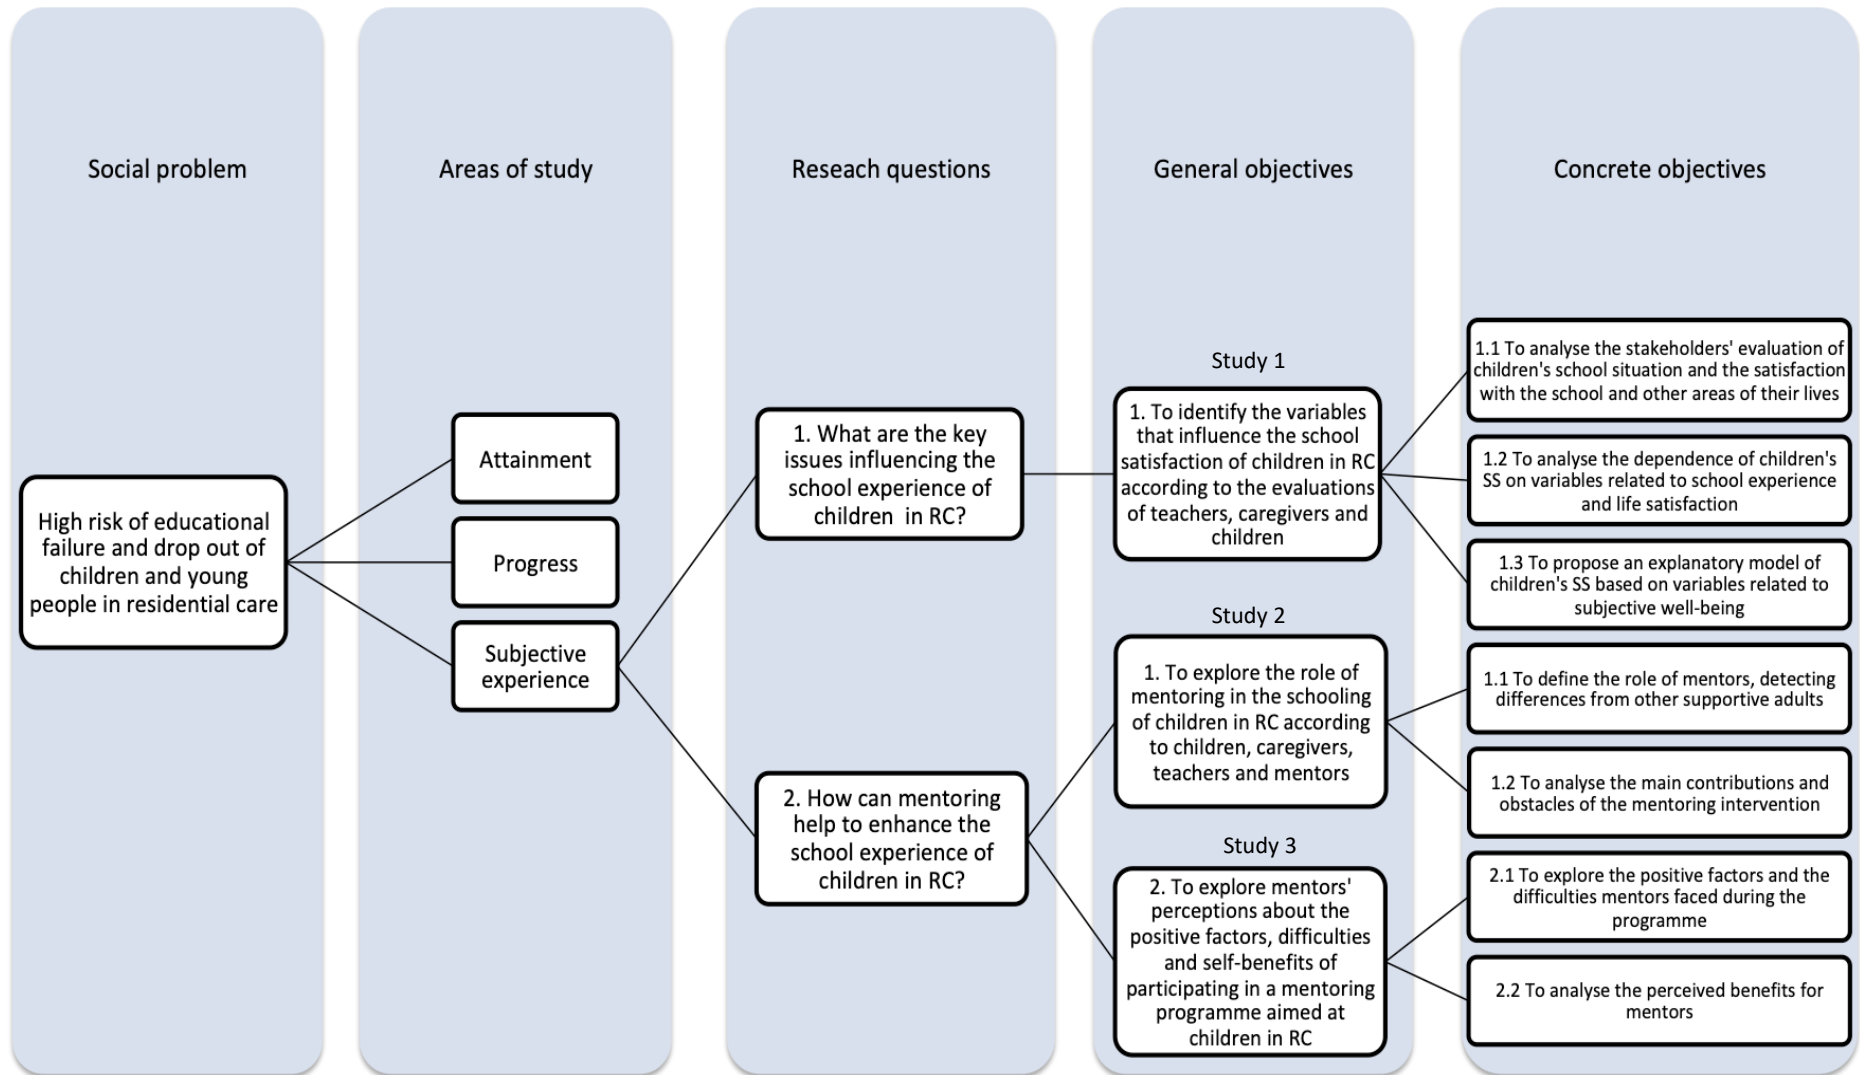 Social problem
Areas of study
Reseach questions
General objectives
Concrete objectives
High risk of educational
failure and drop out of
children and young
people in residential care
Attainment
Progress
Subjective
experience
1. What are the key
issues influencing the
school experience of
children in RC?
2. How can mentoring
help to enhance the
school experience of
children in RC?
Study 1
1. To identify the variables
that influence the school
satisfaction of children in RC
according to the evaluations
of teachers, caregivers and
children
Study 2
1. To explore the role of
mentoring in the schooling
of children in RC according
to children, caregivers,
teachers and mentors
Study 3
2. To explore mentors'
perceptions about the
positive factors, difficulties
and self-benefits of
participating in a mentoring
programme aimed at
children in RC
1.1 To analyse the stakeholders' evaluation of
children's school situation and the satisfaction
with the school and other areas of their lives
1.2 To analyse the dependence of children's
SS on variables related to school experience
and life satisfaction
1.3 To propose an explanatory model of
children's SS based on variables related to
subjective well-being
1.1 To define the role of mentors, detecting
differences from other supportive adults
1.2 To analyse the main contributions and
obstacles of the mentoring intervention
2.1 To explore the positive factors and the
difficulties mentors faced during the
programme
2.2 To analyse the perceived benefits for
mentors